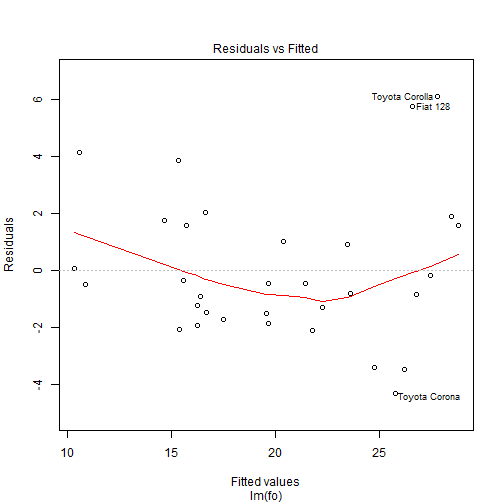 Residuals vs Fitted
Residuals
6
4
2
0
-2
-4
Toyota Corolla
Fiat 128
Toyota Corona
10 15 20 25
Fitted values
lm(fo)